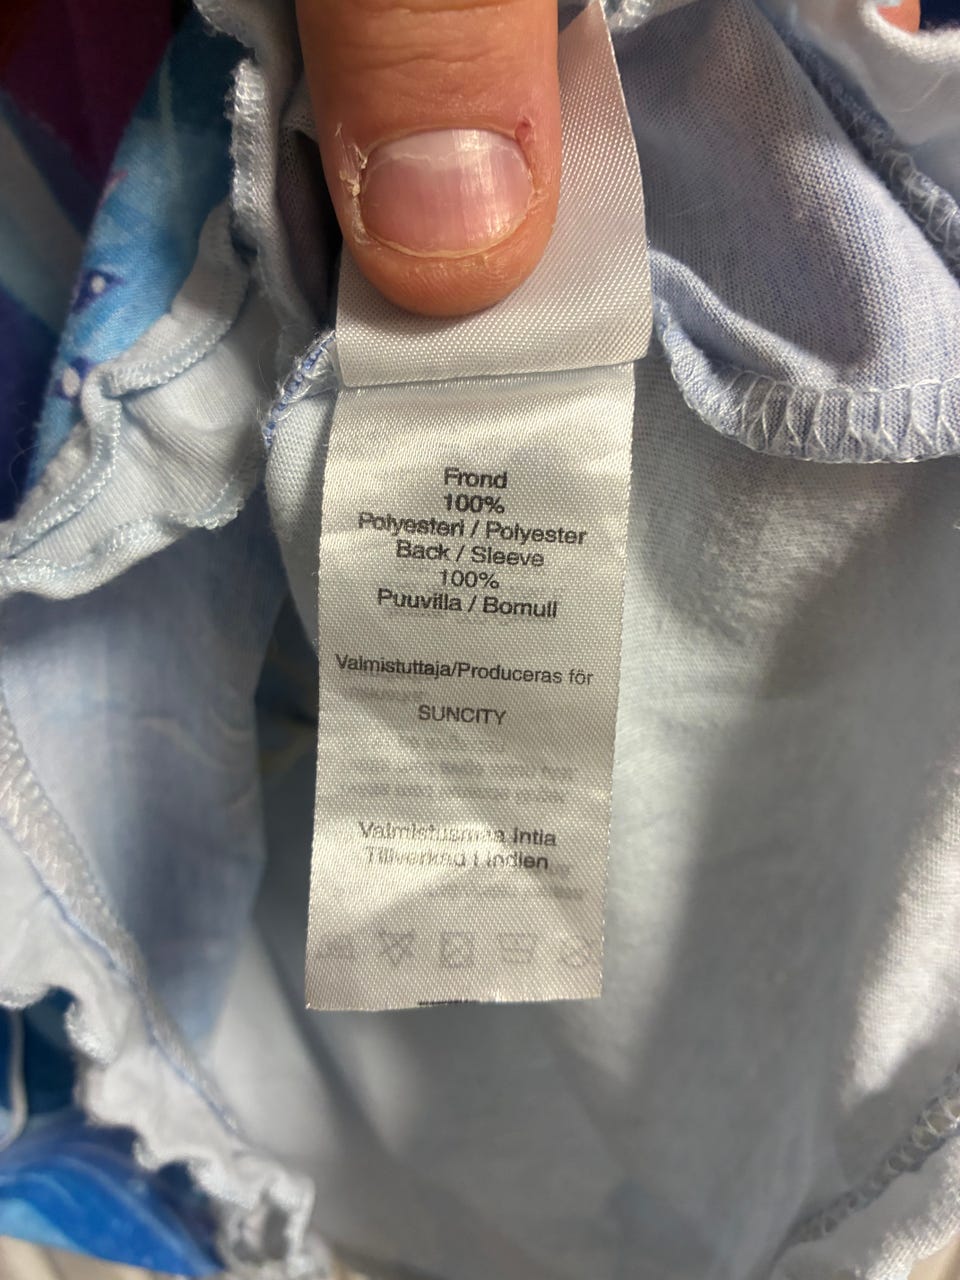 Frond
100%
Polyesteri / Polyester
Back / Sleeve
100%
Puuvilla / Bomull
Valmistuttaja/Produceras för
SUNCITY
Valmistusmaa Intia
Tillverkad i Indien